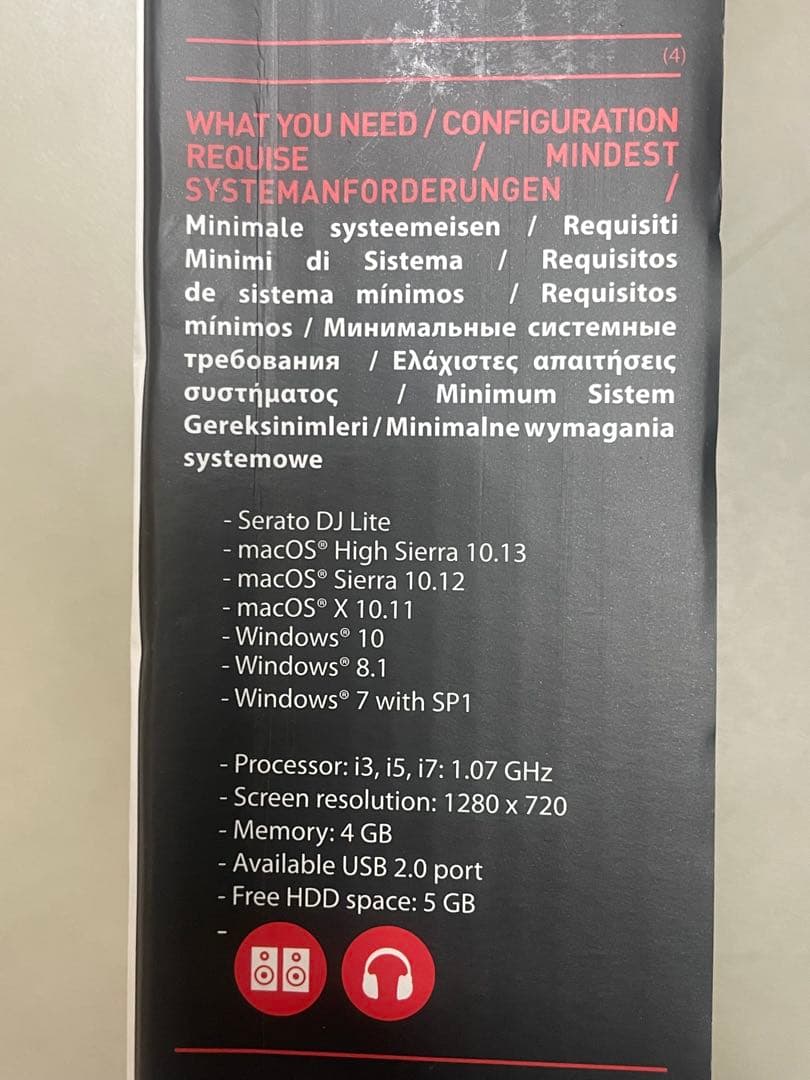 (4)
WHAT YOU NEED / CONFIGURATION
REQUISE / MINDEST
SYSTEMANFORDERUNGEN /
Minimale systeemeisen / Requisiti
Minimi di Sistema / Requisitos
de sistema mínimos / Requisitos
mínimos / Минимальные системные
требования / Ελάχιστες απαιτήσεις
συστήματος / Minimum Sistem
Gereksinimleri / Minimalne wymagania
systemowe
- Serato DJ Lite
- macOS® High Sierra 10.13
- macOS® Sierra 10.12
- macOS® X 10.11
- Windows® 10
- Windows® 8.1
- Windows® 7 with SP1
- Processor: i3, i5, i7: 1.07 GHz
- Screen resolution: 1280 x 720
- Memory: 4 GB
- Available USB 2.0 port
- Free HDD space: 5 GB
-